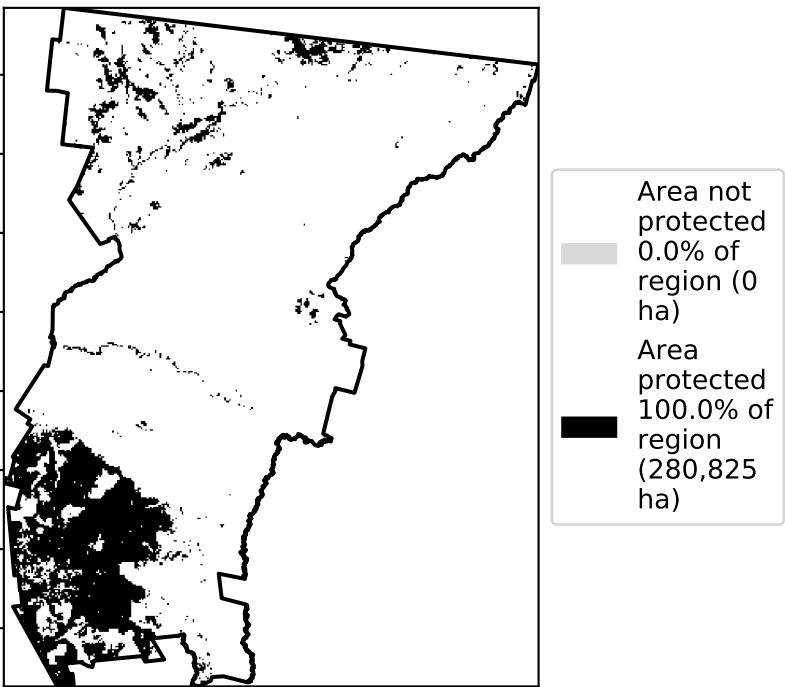 Area not
protected
0.0% of
region (0
ha)
Area
protected
100.0% of
region
(280,825
ha)